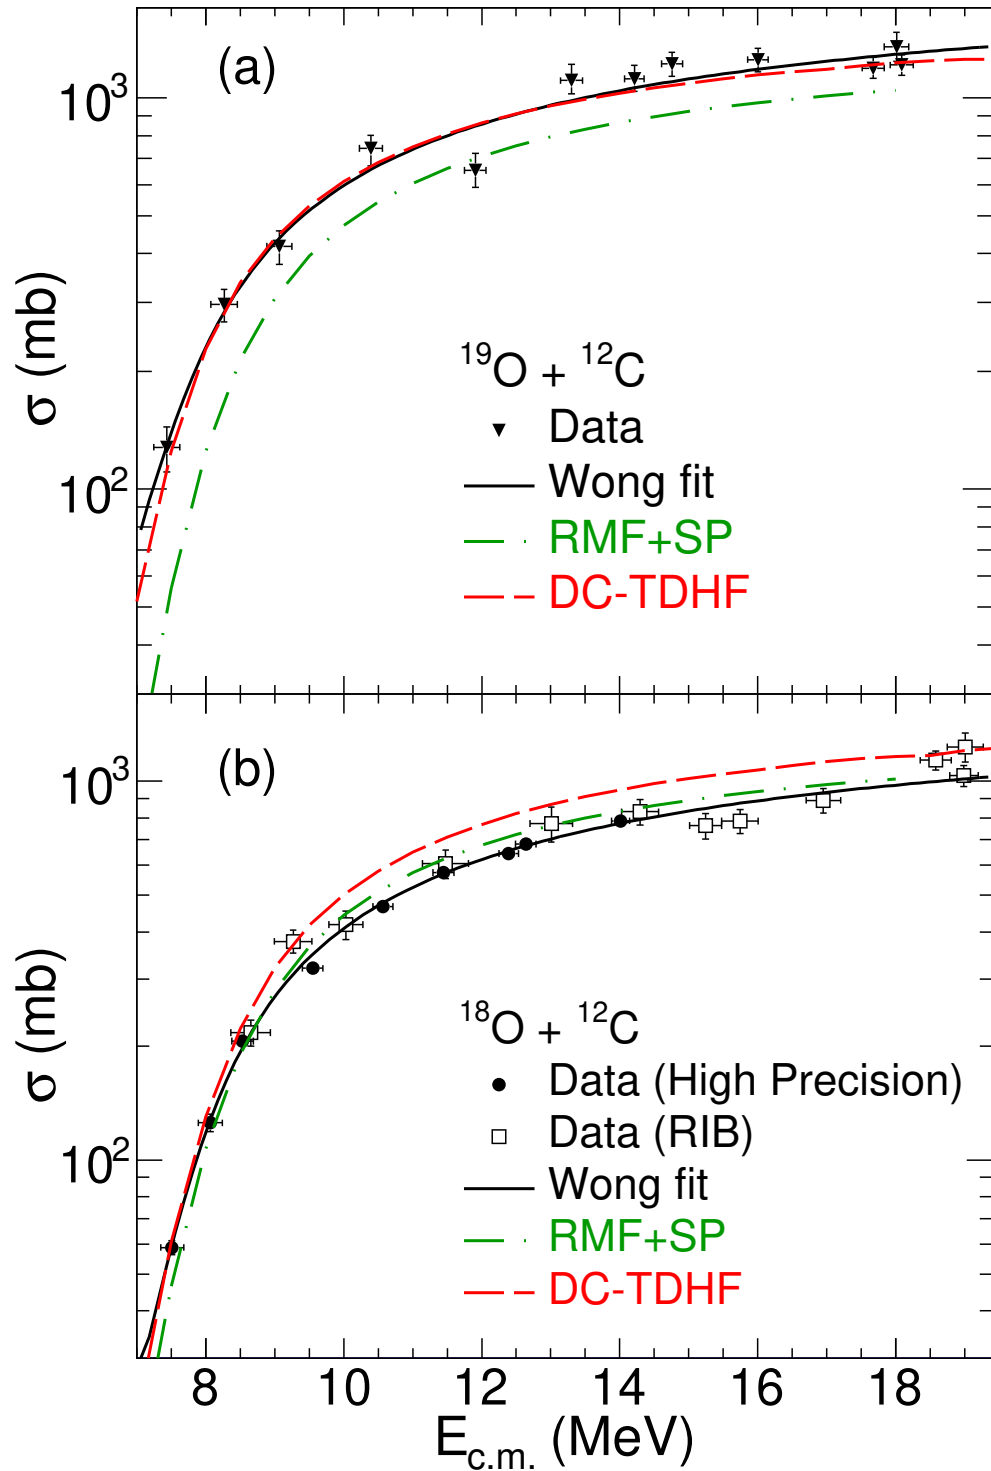 (a)
10³
σ (mb)
10²
¹⁹O + ¹²C
Data
Wong fit
RMF+SP
DC-TDHF
(b)
10³
σ (mb)
10²
¹⁸O + ¹²C
Data (High Precision)
Data (RIB)
Wong fit
RMF+SP
DC-TDHF
8 10 12 14 16 18
E_c.m. (MeV)